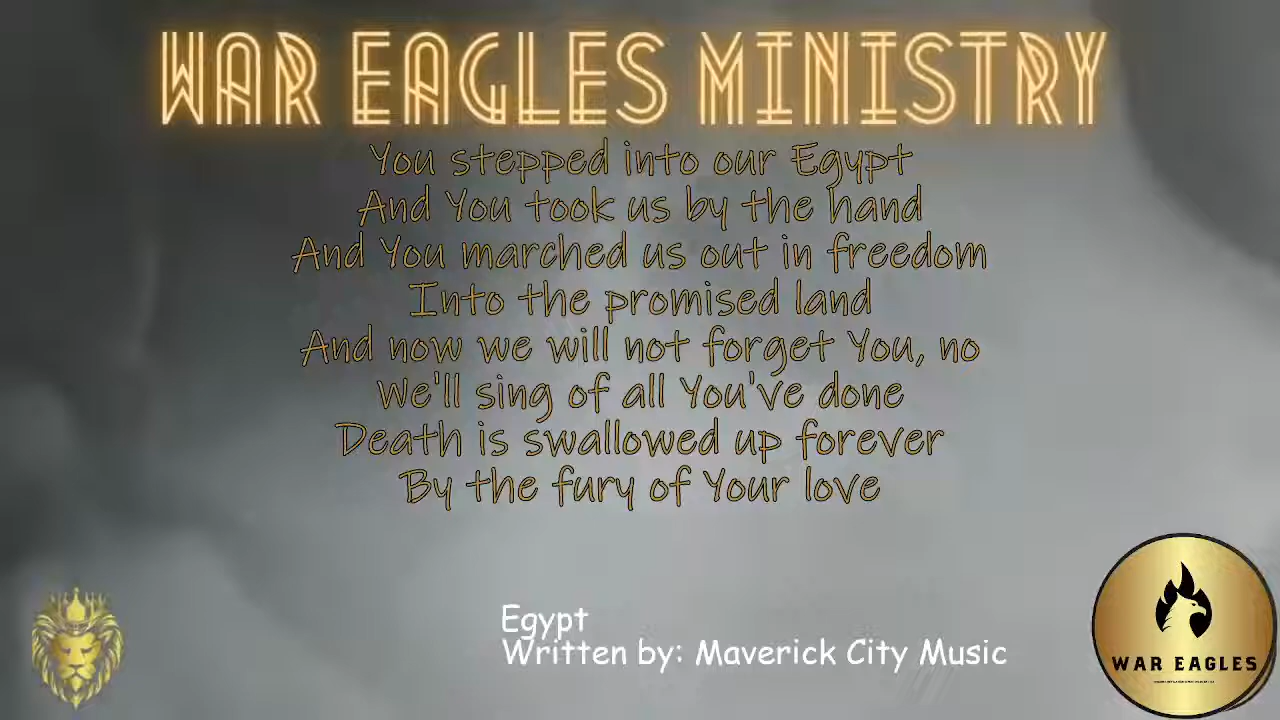 WAR EAGLES MINISTRY
You stepped into our Egypt
And You took us by the hand
And You marched us out in freedom
Into the promised land
And now we will not forget You, no
We'll sing of all You've done
Death is swallowed up forever
By the fury of Your love
Egypt
Written by: Maverick City Music
WAR EAGLES